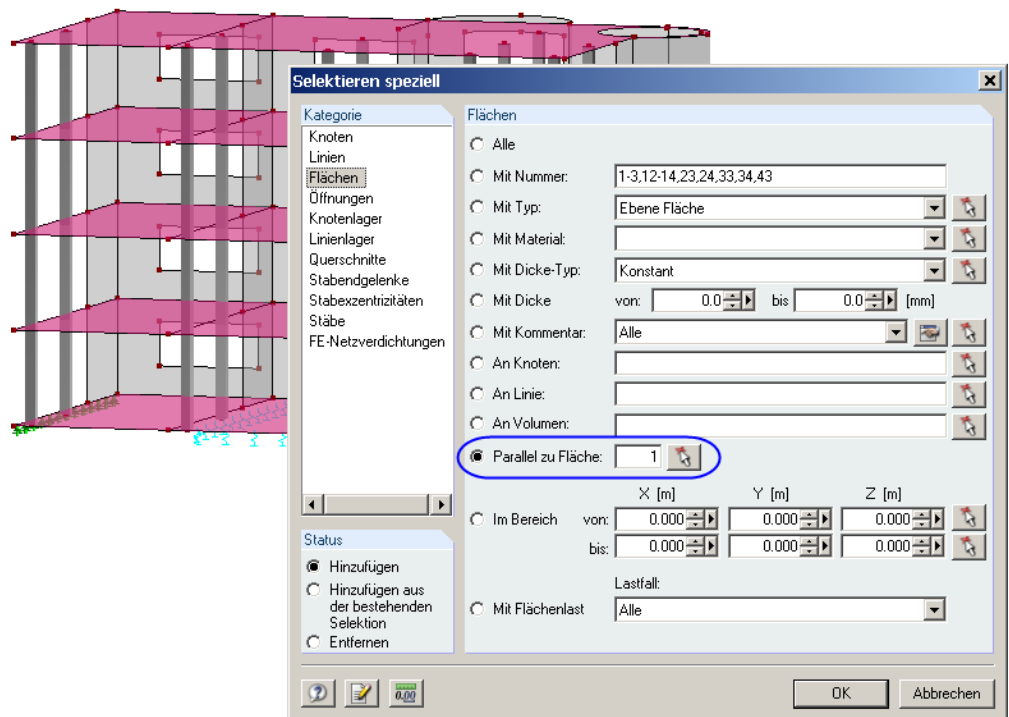 Selektieren speziell
Kategorie
Knoten
Linien
Flächen
Öffnungen
Knotenlager
Linienlager
Querschnitte
Stabendgelenke
Stabexzentrizitäten
Stäbe
FE-Netzverdichtungen
Status
Hinzufügen
Hinzufügen aus
der bestehenden
Selektion
Entfernen
Flächen
Alle
Mit Nummer: 1-3,12-14,23,24,33,34,43
Mit Typ: Ebene Fläche
Mit Material:
Mit Dicke-Typ: Konstant
Mit Dicke von: 0.0 bis 0.0 [mm]
Mit Kommentar: Alle
An Knoten:
An Linie:
An Volumen:
Parallel zu Fläche: 1
X [m] Y [m] Z [m]
Im Bereich von: 0.000 0.000 0.000
bis: 0.000 0.000 0.000
Lastfall:
Mit Flächenlast Alle
0.00
OK Abbrechen